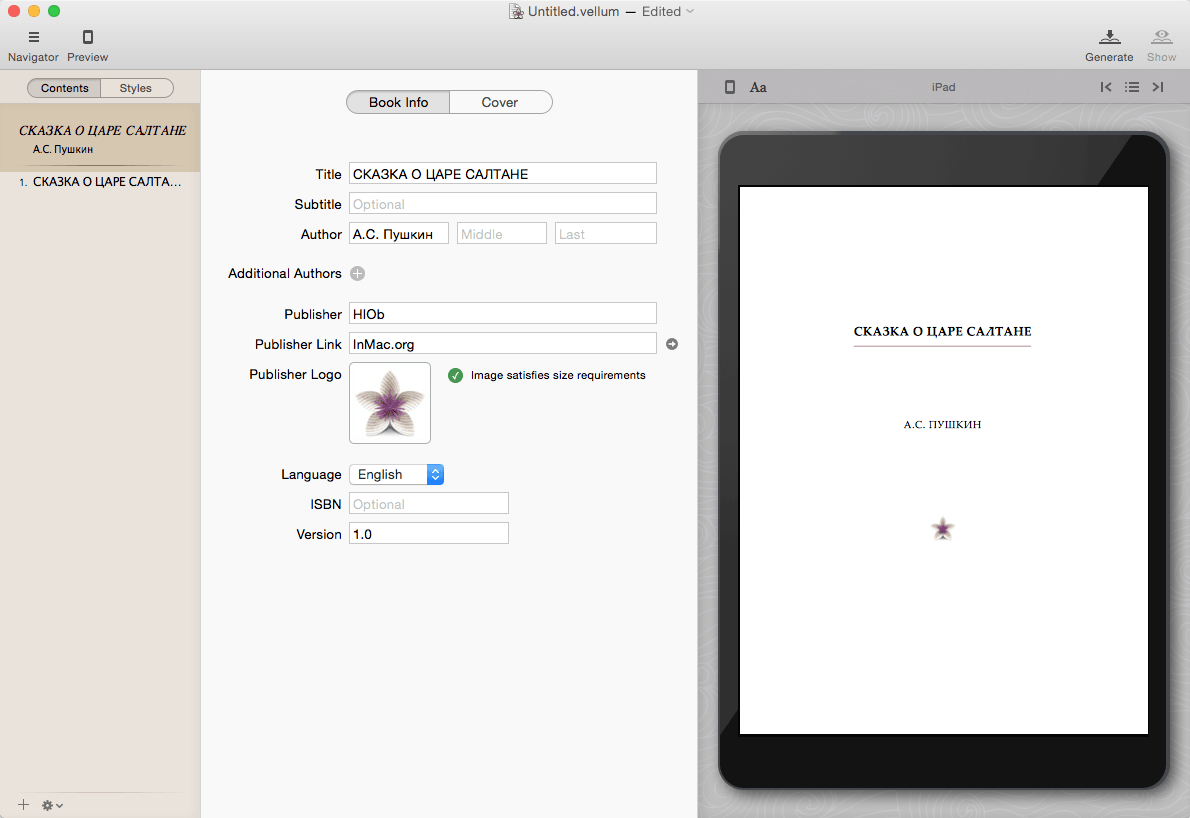 Untitled.vellum — Edited
Navigator Preview
Generate Show
Contents Styles
СКАЗКА О ЦАРЕ САЛТАНЕ
А.С. Пушкин
1. СКАЗКА О ЦАРЕ САЛТА...
Book Info Cover
Title СКАЗКА О ЦАРЕ САЛТАНЕ
Subtitle Optional
Author А.С. Пушкин Middle Last
Additional Authors
Publisher HIOb
Publisher Link InMac.org
Publisher Logo Image satisfies size requirements
Language English
ISBN Optional
Version 1.0
Aa iPad
СКАЗКА О ЦАРЕ САЛТАНЕ
А.С. ПУШКИН